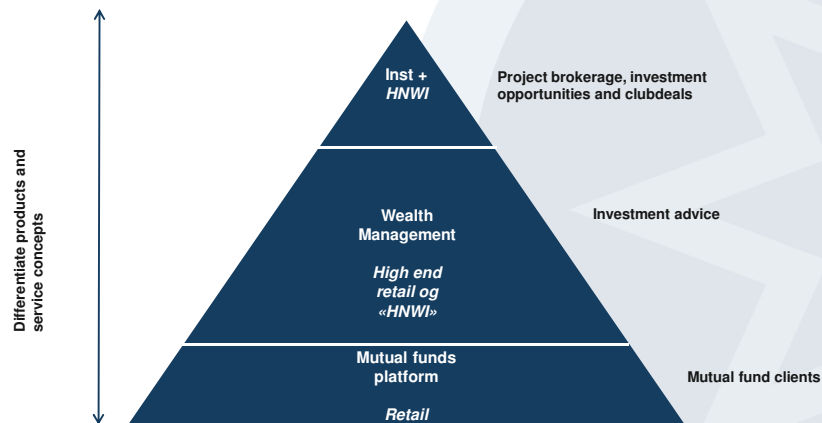 Inst +
HNWI
Project brokerage, investment
opportunities and clubdeals
Differentiate products and
service concepts
Wealth
Management
High end
retail og
«HNWI»
Investment advice
Mutual funds
platform
Retail
Mutual fund clients